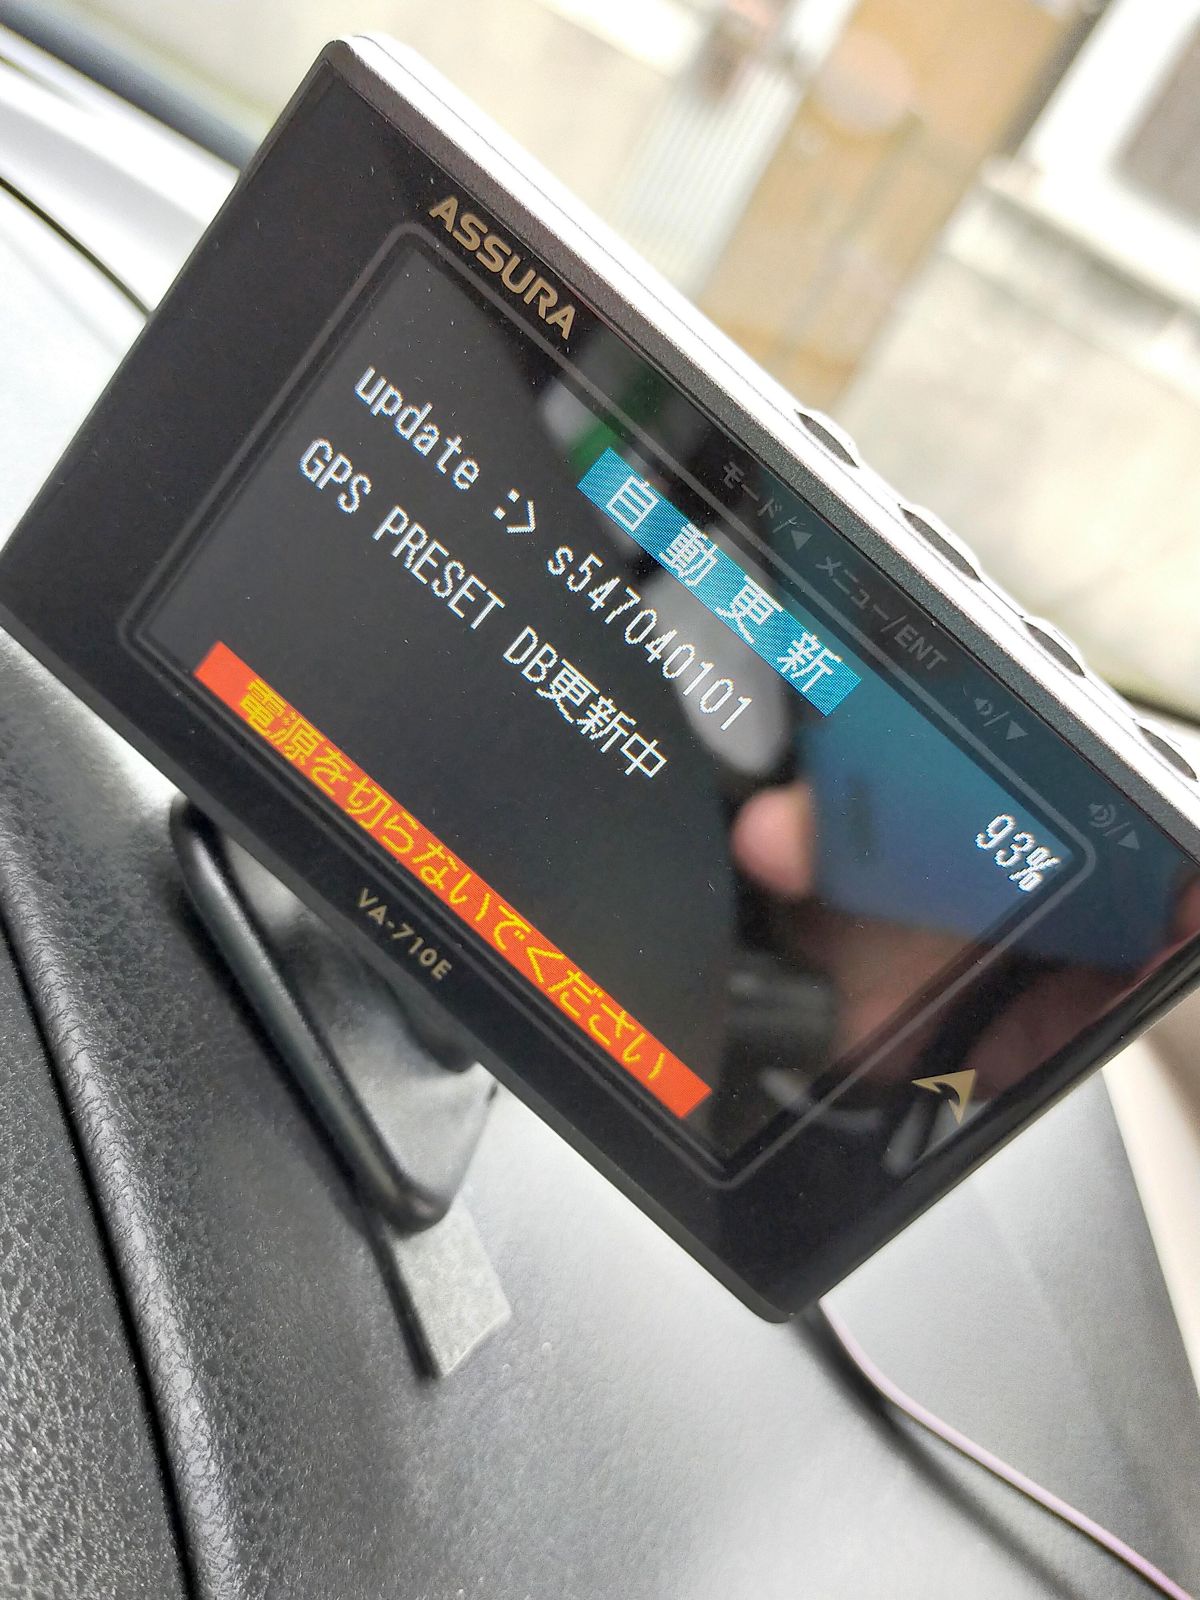 ASSURA
モード/◀ メニュー/ENT
自動更新
93%
update :> s547040101
GPS PRESET DB更新中
電源を切らないでください
VA-710E